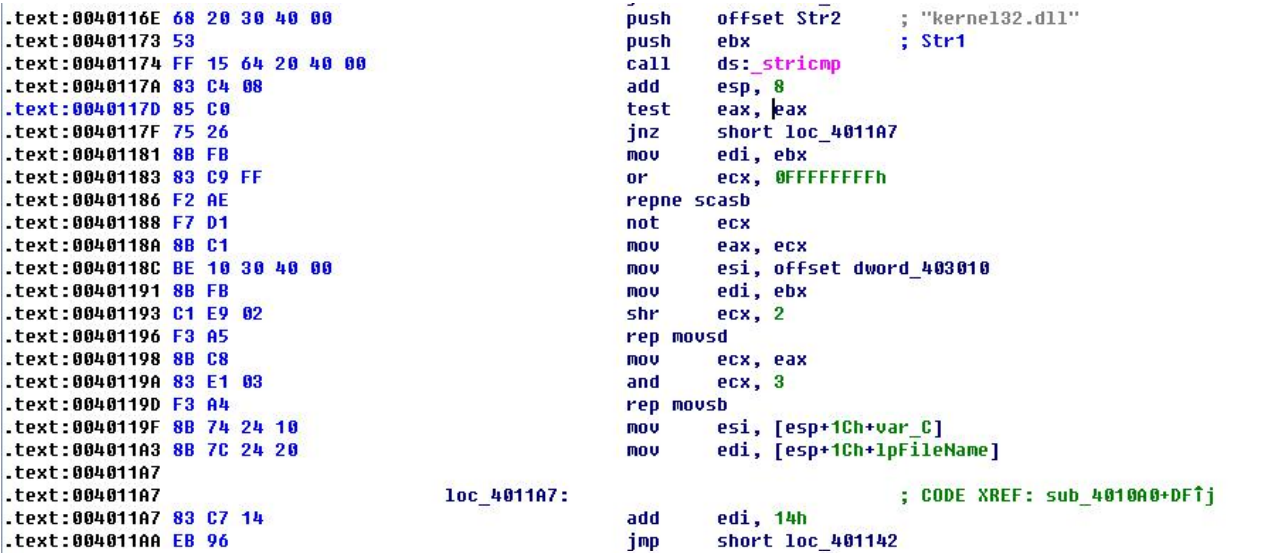 .text:0040116E 68 20 30 40 00 push offset Str2 ; "kernel32.dll"
.text:00401173 53 push ebx ; Str1
.text:00401174 FF 15 64 20 40 00 call ds:_stricmp
.text:0040117A 83 C4 08 add esp, 8
.text:0040117D 85 C0 test eax, eax
.text:0040117F 75 26 jnz short loc_4011A7
.text:00401181 8B FB mov edi, ebx
.text:00401183 83 C9 FF or ecx, 0FFFFFFFFh
.text:00401186 F2 AE repne scasb
.text:00401188 F7 D1 not ecx
.text:0040118A 8B C1 mov eax, ecx
.text:0040118C BE 10 30 40 00 mov esi, offset dword_403010
.text:00401191 8B FB mov edi, ebx
.text:00401193 C1 E9 02 shr ecx, 2
.text:00401196 F3 A5 rep movsd
.text:00401198 8B C8 mov ecx, eax
.text:0040119A 83 E1 03 and ecx, 3
.text:0040119D F3 A4 rep movsb
.text:0040119F 8B 74 24 10 mov esi, [esp+1Ch+var_C]
.text:004011A3 8B 7C 24 20 mov edi, [esp+1Ch+lpFileName]
.text:004011A7
.text:004011A7 loc_4011A7: ; CODE XREF: sub_4010A0+DF↑j
.text:004011A7 83 C7 14 add edi, 14h
.text:004011AA EB 96 jmp short loc_401142